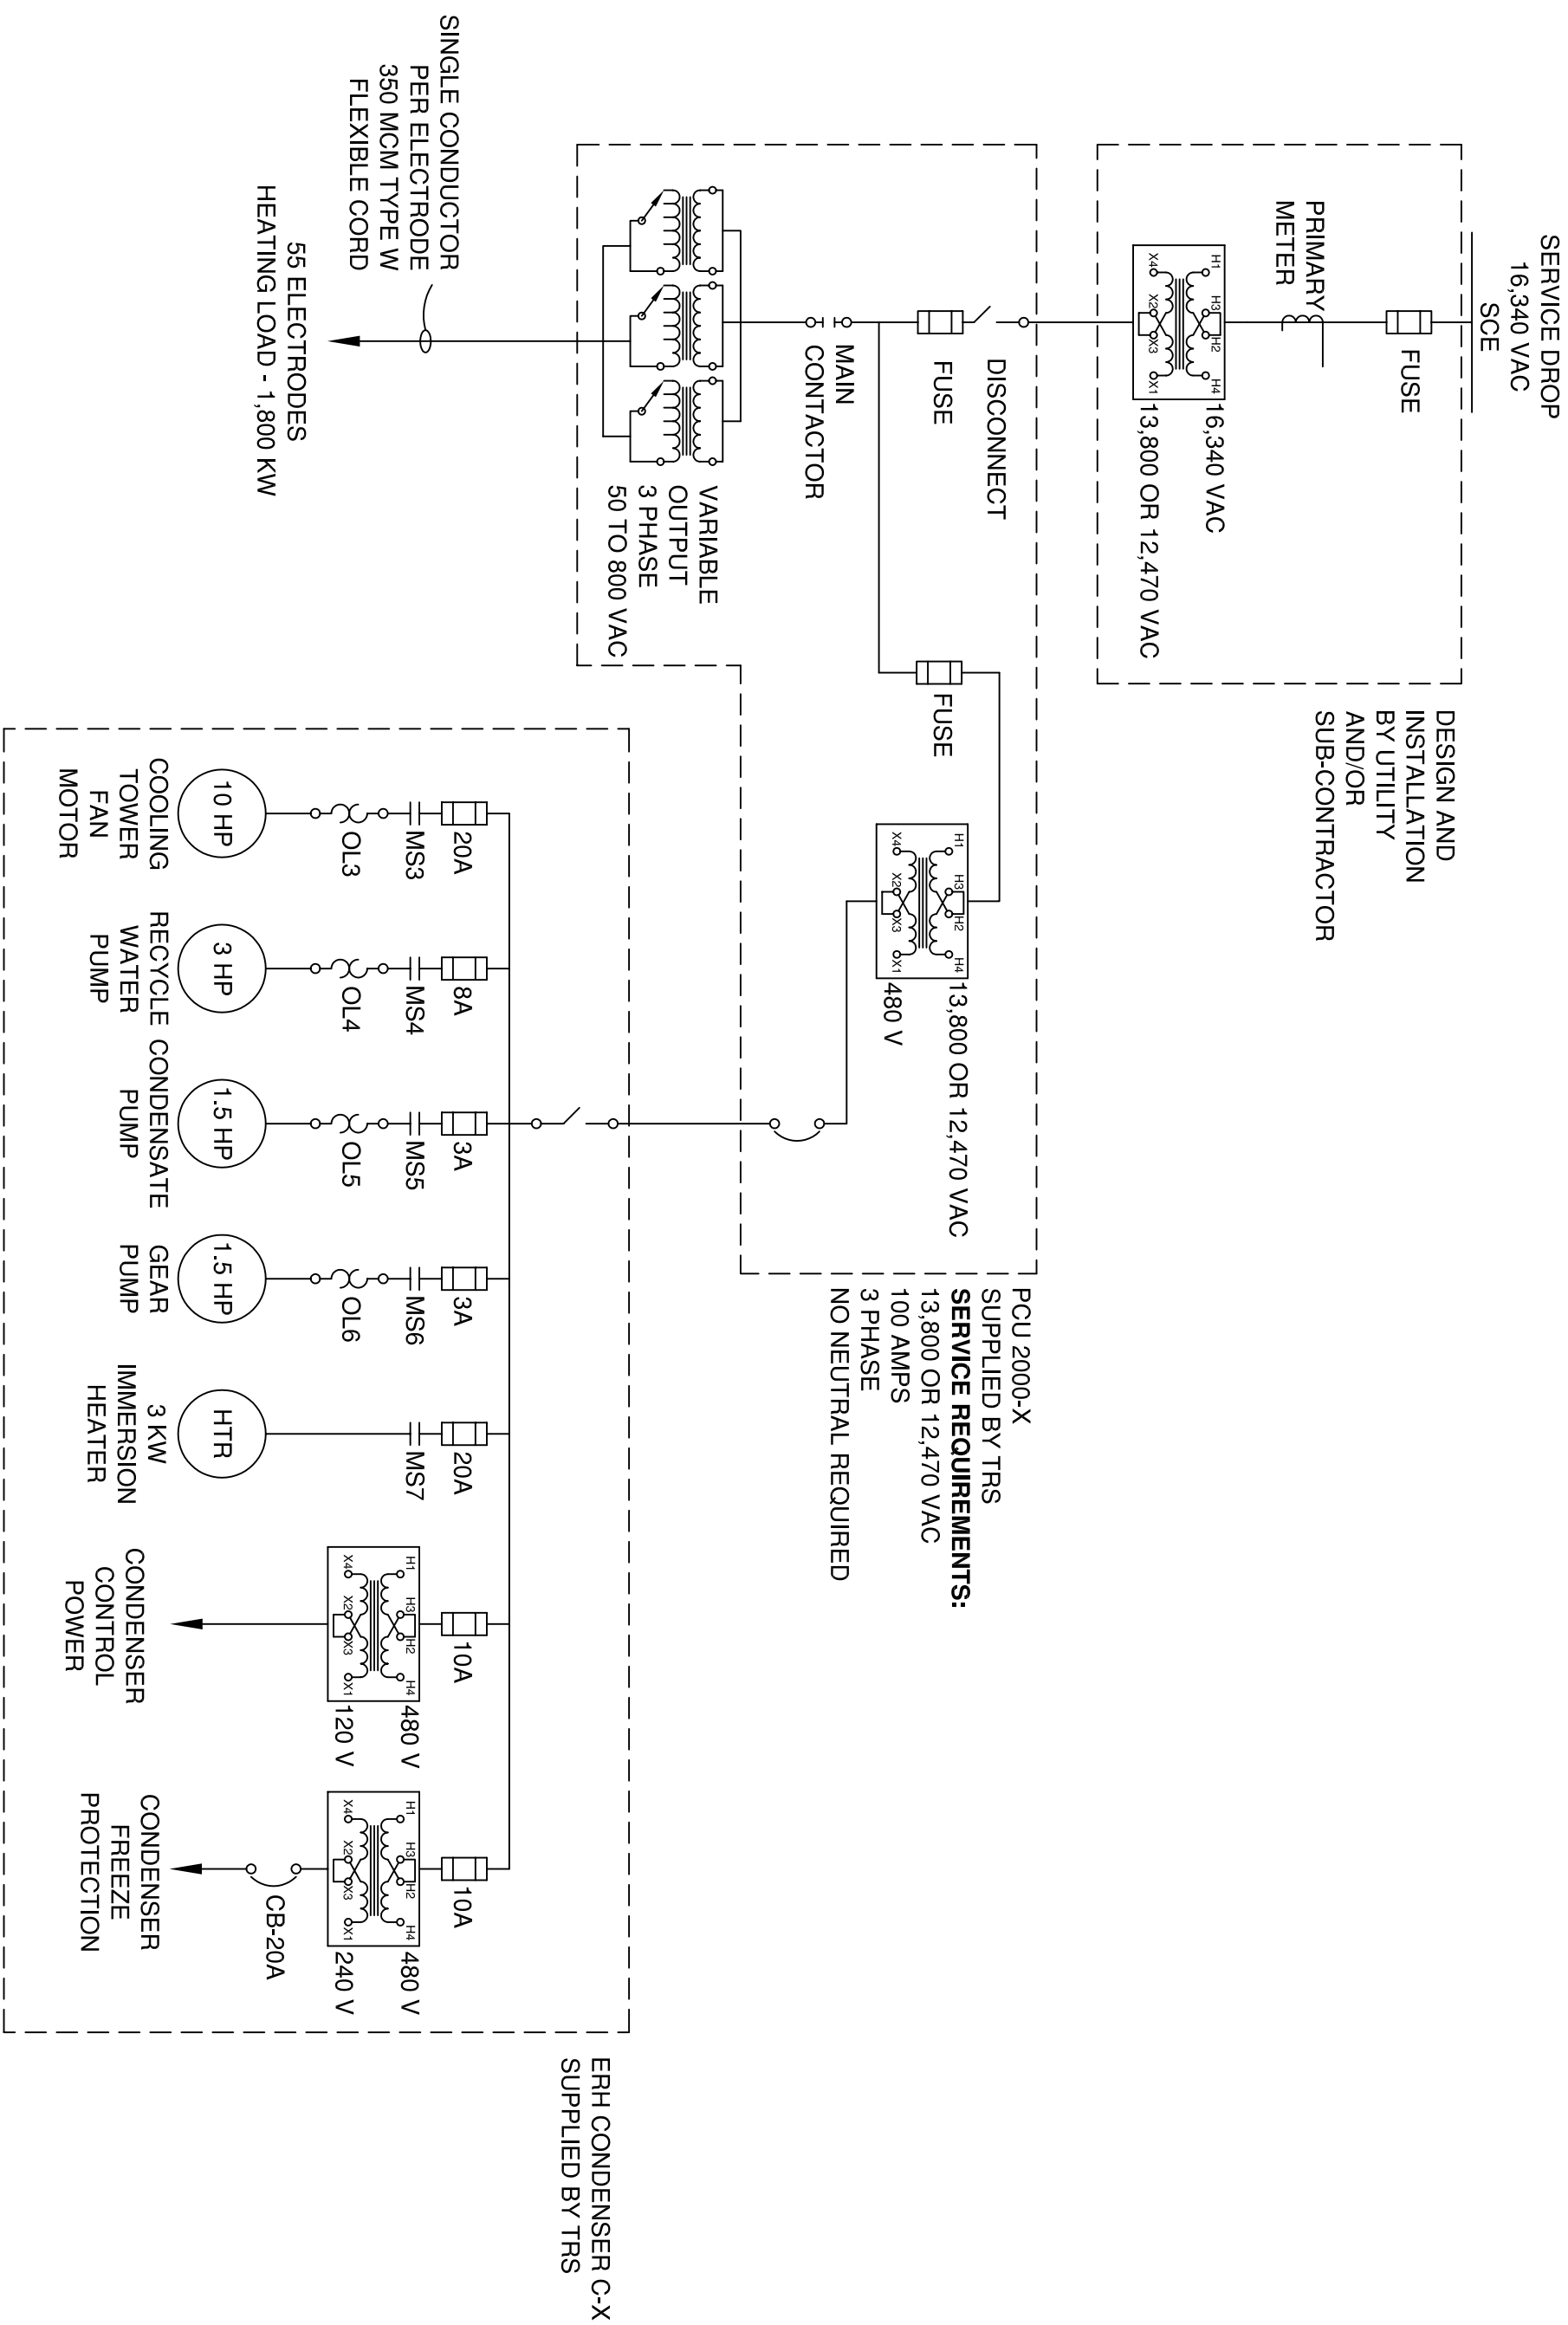 SERVICE DROP
16,340 VAC
SCE
FUSE
PRIMARY
METER
H1
H3
H2
H4
X4
X2
X3
X1
16,340 VAC
13,800 OR 12,470 VAC
DESIGN AND
INSTALLATION
BY UTILITY
AND/OR
SUB-CONTRACTOR
DISCONNECT
FUSE
MAIN
CONTACTOR
FUSE
H1
H3
H2
H4
X4
X2
X3
X1
13,800 OR 12,470 VAC
480 V
PCU 2000-X
SUPPLIED BY TRS
SERVICE REQUIREMENTS:
13,800 OR 12,470 VAC
100 AMPS
3 PHASE
NO NEUTRAL REQUIRED
VARIABLE
OUTPUT
3 PHASE
50 TO 800 VAC
SINGLE CONDUCTOR
PER ELECTRODE
350 MCM TYPE W
FLEXIBLE CORD
55 ELECTRODES
HEATING LOAD - 1,800 KW
ERH CONDENSER C-X
SUPPLIED BY TRS
20A
MS3
OL3
10 HP
COOLING
TOWER
FAN
MOTOR
8A
MS4
OL4
3 HP
RECYCLE
WATER
PUMP
3A
MS5
OL5
1.5 HP
CONDENSATE
PUMP
3A
MS6
OL6
1.5 HP
GEAR
PUMP
20A
MS7
HTR
3 KW
IMMERSION
HEATER
10A
H1
H3
H2
H4
X4
X2
X3
X1
480 V
120 V
CONDENSER
CONTROL
POWER
10A
H1
H3
H2
H4
X4
X2
X3
X1
480 V
240 V
CB-20A
CONDENSER
FREEZE
PROTECTION